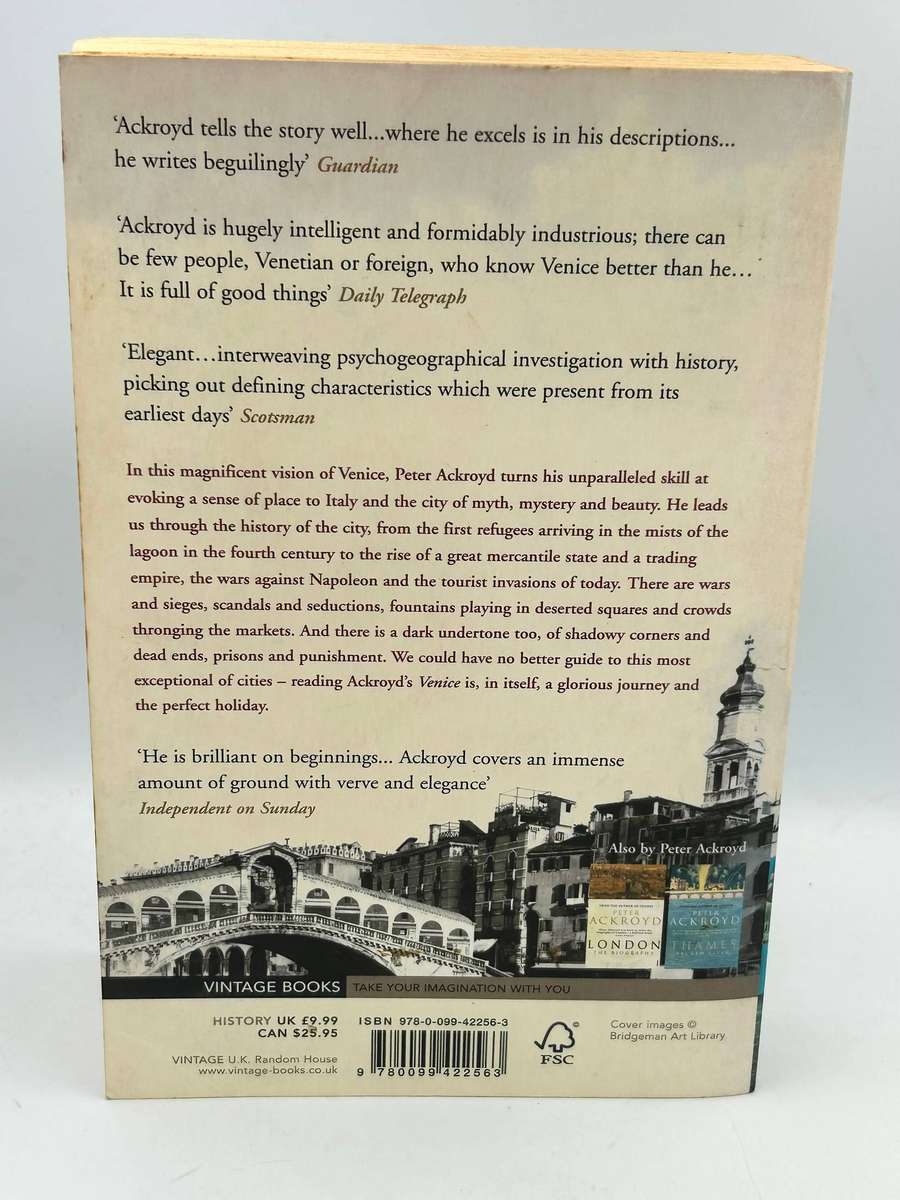 ‘Ackroyd tells the story well...where he excels is in his descriptions...
he writes beguilingly’ Guardian
‘Ackroyd is hugely intelligent and formidably industrious; there can
be few people, Venetian or foreign, who know Venice better than he...
It is full of good things’ Daily Telegraph
‘Elegant...interweaving psychogeographical investigation with history,
picking out defining characteristics which were present from its
earliest days’ Scotsman
In this magnificent vision of Venice, Peter Ackroyd turns his unparalleled skill at
evoking a sense of place to Italy and the city of myth, mystery and beauty. He leads
us through the history of the city, from the first refugees arriving in the mists of the
lagoon in the fourth century to the rise of a great mercantile state and a trading
empire, the wars against Napoleon and the tourist invasions of today. There are wars
and sieges, scandals and seductions, fountains playing in deserted squares and crowds
thronging the markets. And there is a dark undertone too, of shadowy corners and
dead ends, prisons and punishment. We could have no better guide to this most
exceptional of cities – reading Ackroyd's Venice is, in itself, a glorious journey and
the perfect holiday.
‘He is brilliant on beginnings... Ackroyd covers an immense
amount of ground with verve and elegance’
Independent on Sunday
Also by Peter Ackroyd
PETER
ACKROYD
LONDON
THE BIOGRAPHY
PETER
ACKROYD
THAMES
VINTAGE BOOKS TAKE YOUR IMAGINATION WITH YOU
HISTORY UK £9.99
CAN $25.95
VINTAGE U.K. Random House
www.vintage-books.co.uk
ISBN 978-0-099-42256-3
9 780099 422563
FSC
Cover images ©
Bridgeman Art Library